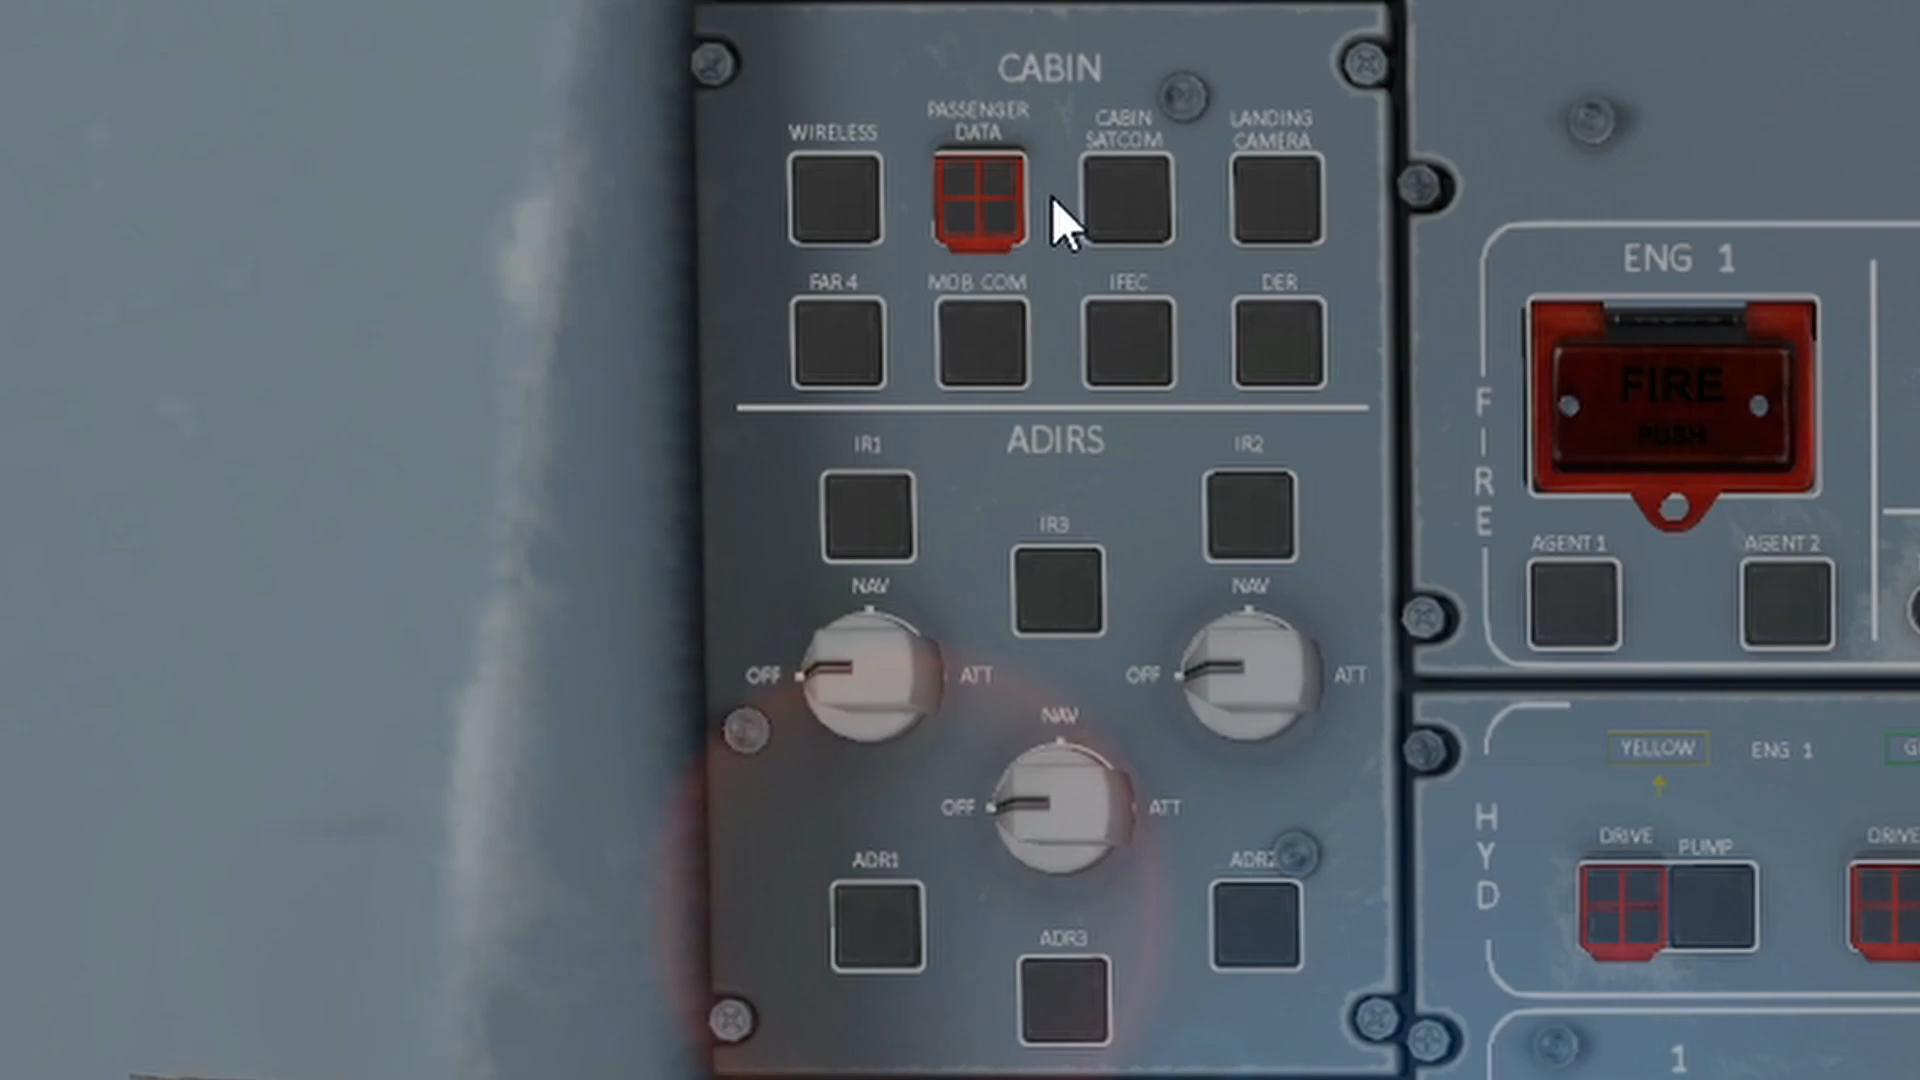 CABIN
WIRELESS
PASSENGER
DATA
CABIN
SATCOM
LANDING
CAMERA
FAR 4
MOB COM
IFEC
DER
ADIRS
IR1
IR2
IR3
NAV
NAV
OFF
ATT
OFF
ATT
NAV
OFF
ATT
ADR1
ADR2
ADR3
ENG 1
FIRE
FIRE
PUSH
AGENT 1
AGENT 2
HYD
YELLOW
ENG 1
G
DRIVE
PUMP
DRIVE
1